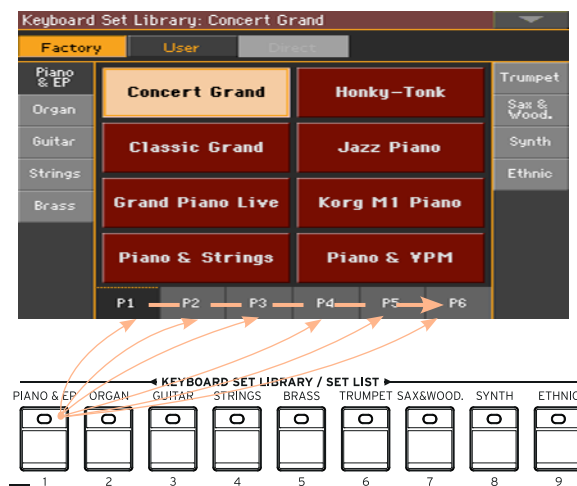 Keyboard Set Library: Concert Grand
Factory User Direct
Piano & EP
Organ
Guitar
Strings
Brass
Concert Grand
Honky-Tonk
Classic Grand
Jazz Piano
Grand Piano Live
Korg M1 Piano
Piano & Strings
Piano & VPM
Trumpet
Sax & Wood.
Synth
Ethnic
P1 P2 P3 P4 P5 P6
KEYBOARD SET LIBRARY / SET LIST
PIANO & EP ORGAN GUITAR STRINGS BRASS TRUMPET SAX&WOOD. SYNTH ETHNIC
1 2 3 4 5 6 7 8 9